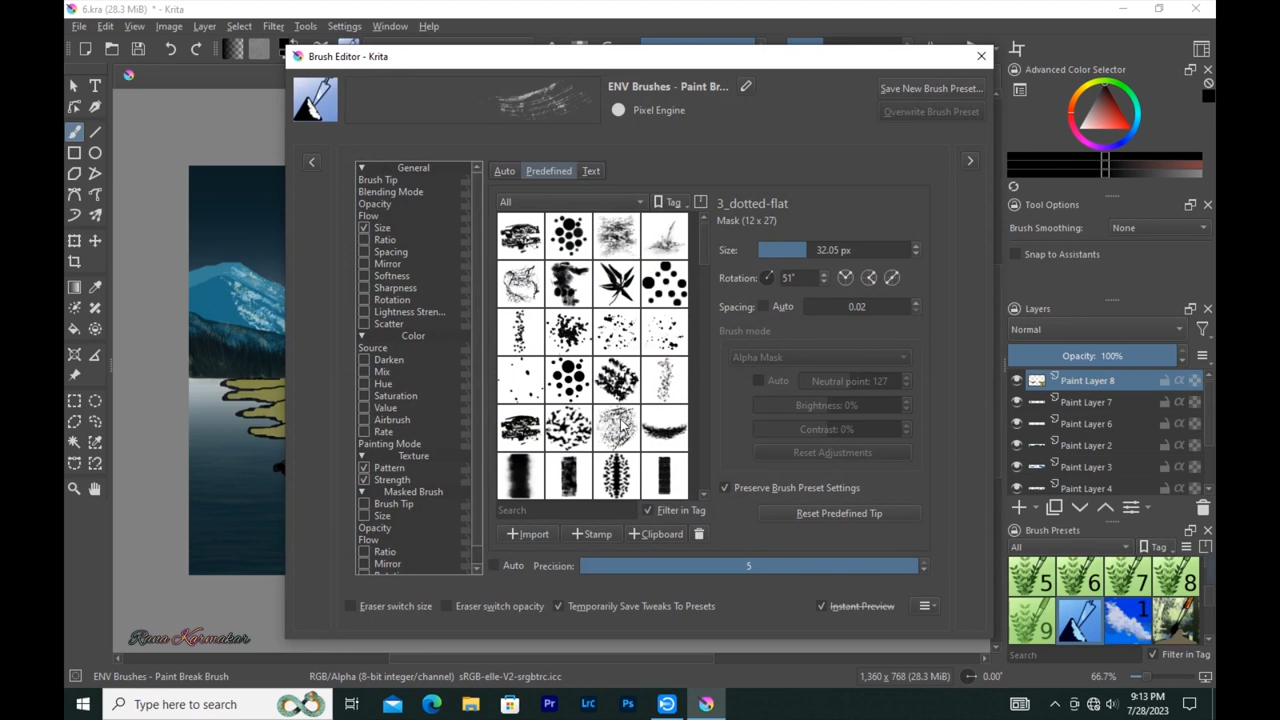 6.kra (28.3 MiB) * - Krita
File Edit View Image Layer Select Filter Tools Settings Window Help
Brush Editor - Krita
ENV Brushes - Paint Br...
Pixel Engine
Save New Brush Preset...
Overwrite Brush Preset
General
Brush Tip
Blending Mode
Opacity
Flow
Size
Ratio
Spacing
Mirror
Softness
Sharpness
Rotation
Lightness Stren...
Scatter
Color
Source
Darken
Mix
Hue
Saturation
Value
Airbrush
Rate
Painting Mode
Texture
Pattern
Strength
Masked Brush
Brush Tip
Size
Opacity
Flow
Ratio
Mirror
Auto Predefined Text
All
Tag
3_dotted-flat
Mask (12 x 27)
Size: 32.05 px
Rotation: 51°
Spacing: Auto 0.02
Brush mode
Alpha Mask
Auto Neutral point: 127
Brightness: 0%
Contrast: 0%
Reset Adjustments
Preserve Brush Preset Settings
Reset Predefined Tip
Search
Filter in Tag
Import Stamp Clipboard
Auto Precision: 5
Eraser switch size Eraser switch opacity Temporarily Save Tweaks To Presets Instant Preview
Advanced Color Selector
Tool Options
Brush Smoothing: None
Snap to Assistants
Layers
Normal
Opacity: 100%
Paint Layer 8
Paint Layer 7
Paint Layer 6
Paint Layer 2
Paint Layer 3
Paint Layer 4
Brush Presets
All
Tag
5 6 7 8
9 1
Search
Filter in Tag
Rana Karmakar
ENV Brushes - Paint Break Brush
RGB/Alpha (8-bit integer/channel) sRGB-elle-V2-srgbtrc.icc
1,360 x 768 (28.3 MiB)
0.00°
66.7%
Type here to search
Pr
Lrc
Ps
9:13 PM
7/28/2023